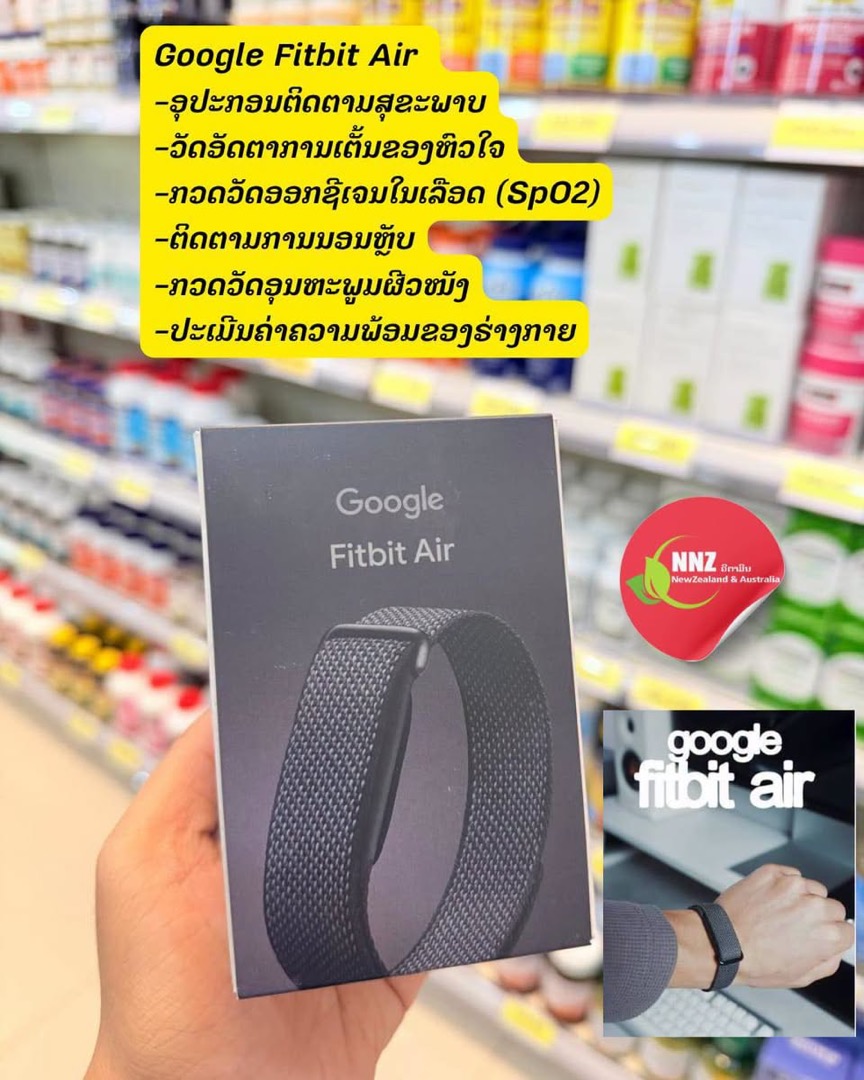 Google Fitbit Air
-ອຸປະກອນຕິດຕາມສຸຂະພາບ
-ວັດອັດຕາການເຕັ້ນຂອງຫົວໃຈ
-ກວດວັດອອກຊີເຈນໃນເລືອດ (SpO2)
-ຕິດຕາມການນອນຫຼັບ
-ກວດວັດອຸນຫະພູມຜິວໜັງ
-ປະເມີນຄ່າຄວາມພ້ອມຂອງຮ່າງກາຍ
Google
Fitbit Air
NNZ ວິຕາມິນ
NewZealand & Australia
google
fitbit air